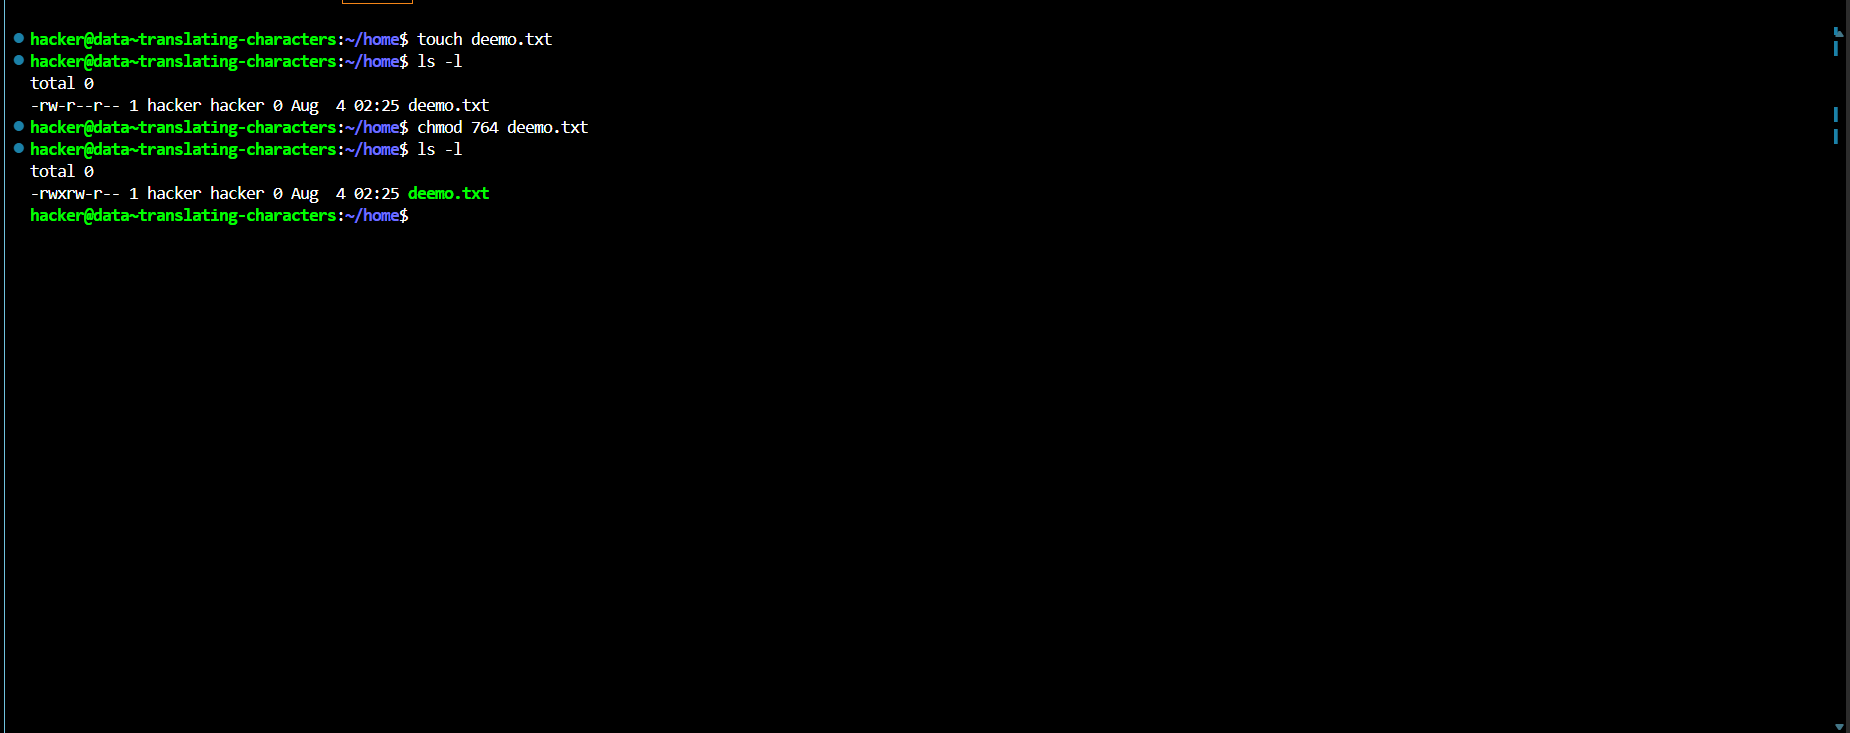 hacker@data~translating-characters:~/home$ touch deemo.txt
hacker@data~translating-characters:~/home$ ls -l
total 0
-rw-r--r-- 1 hacker hacker 0 Aug  4 02:25 deemo.txt
hacker@data~translating-characters:~/home$ chmod 764 deemo.txt
hacker@data~translating-characters:~/home$ ls -l
total 0
-rwxrw-r-- 1 hacker hacker 0 Aug  4 02:25 deemo.txt
hacker@data~translating-characters:~/home$